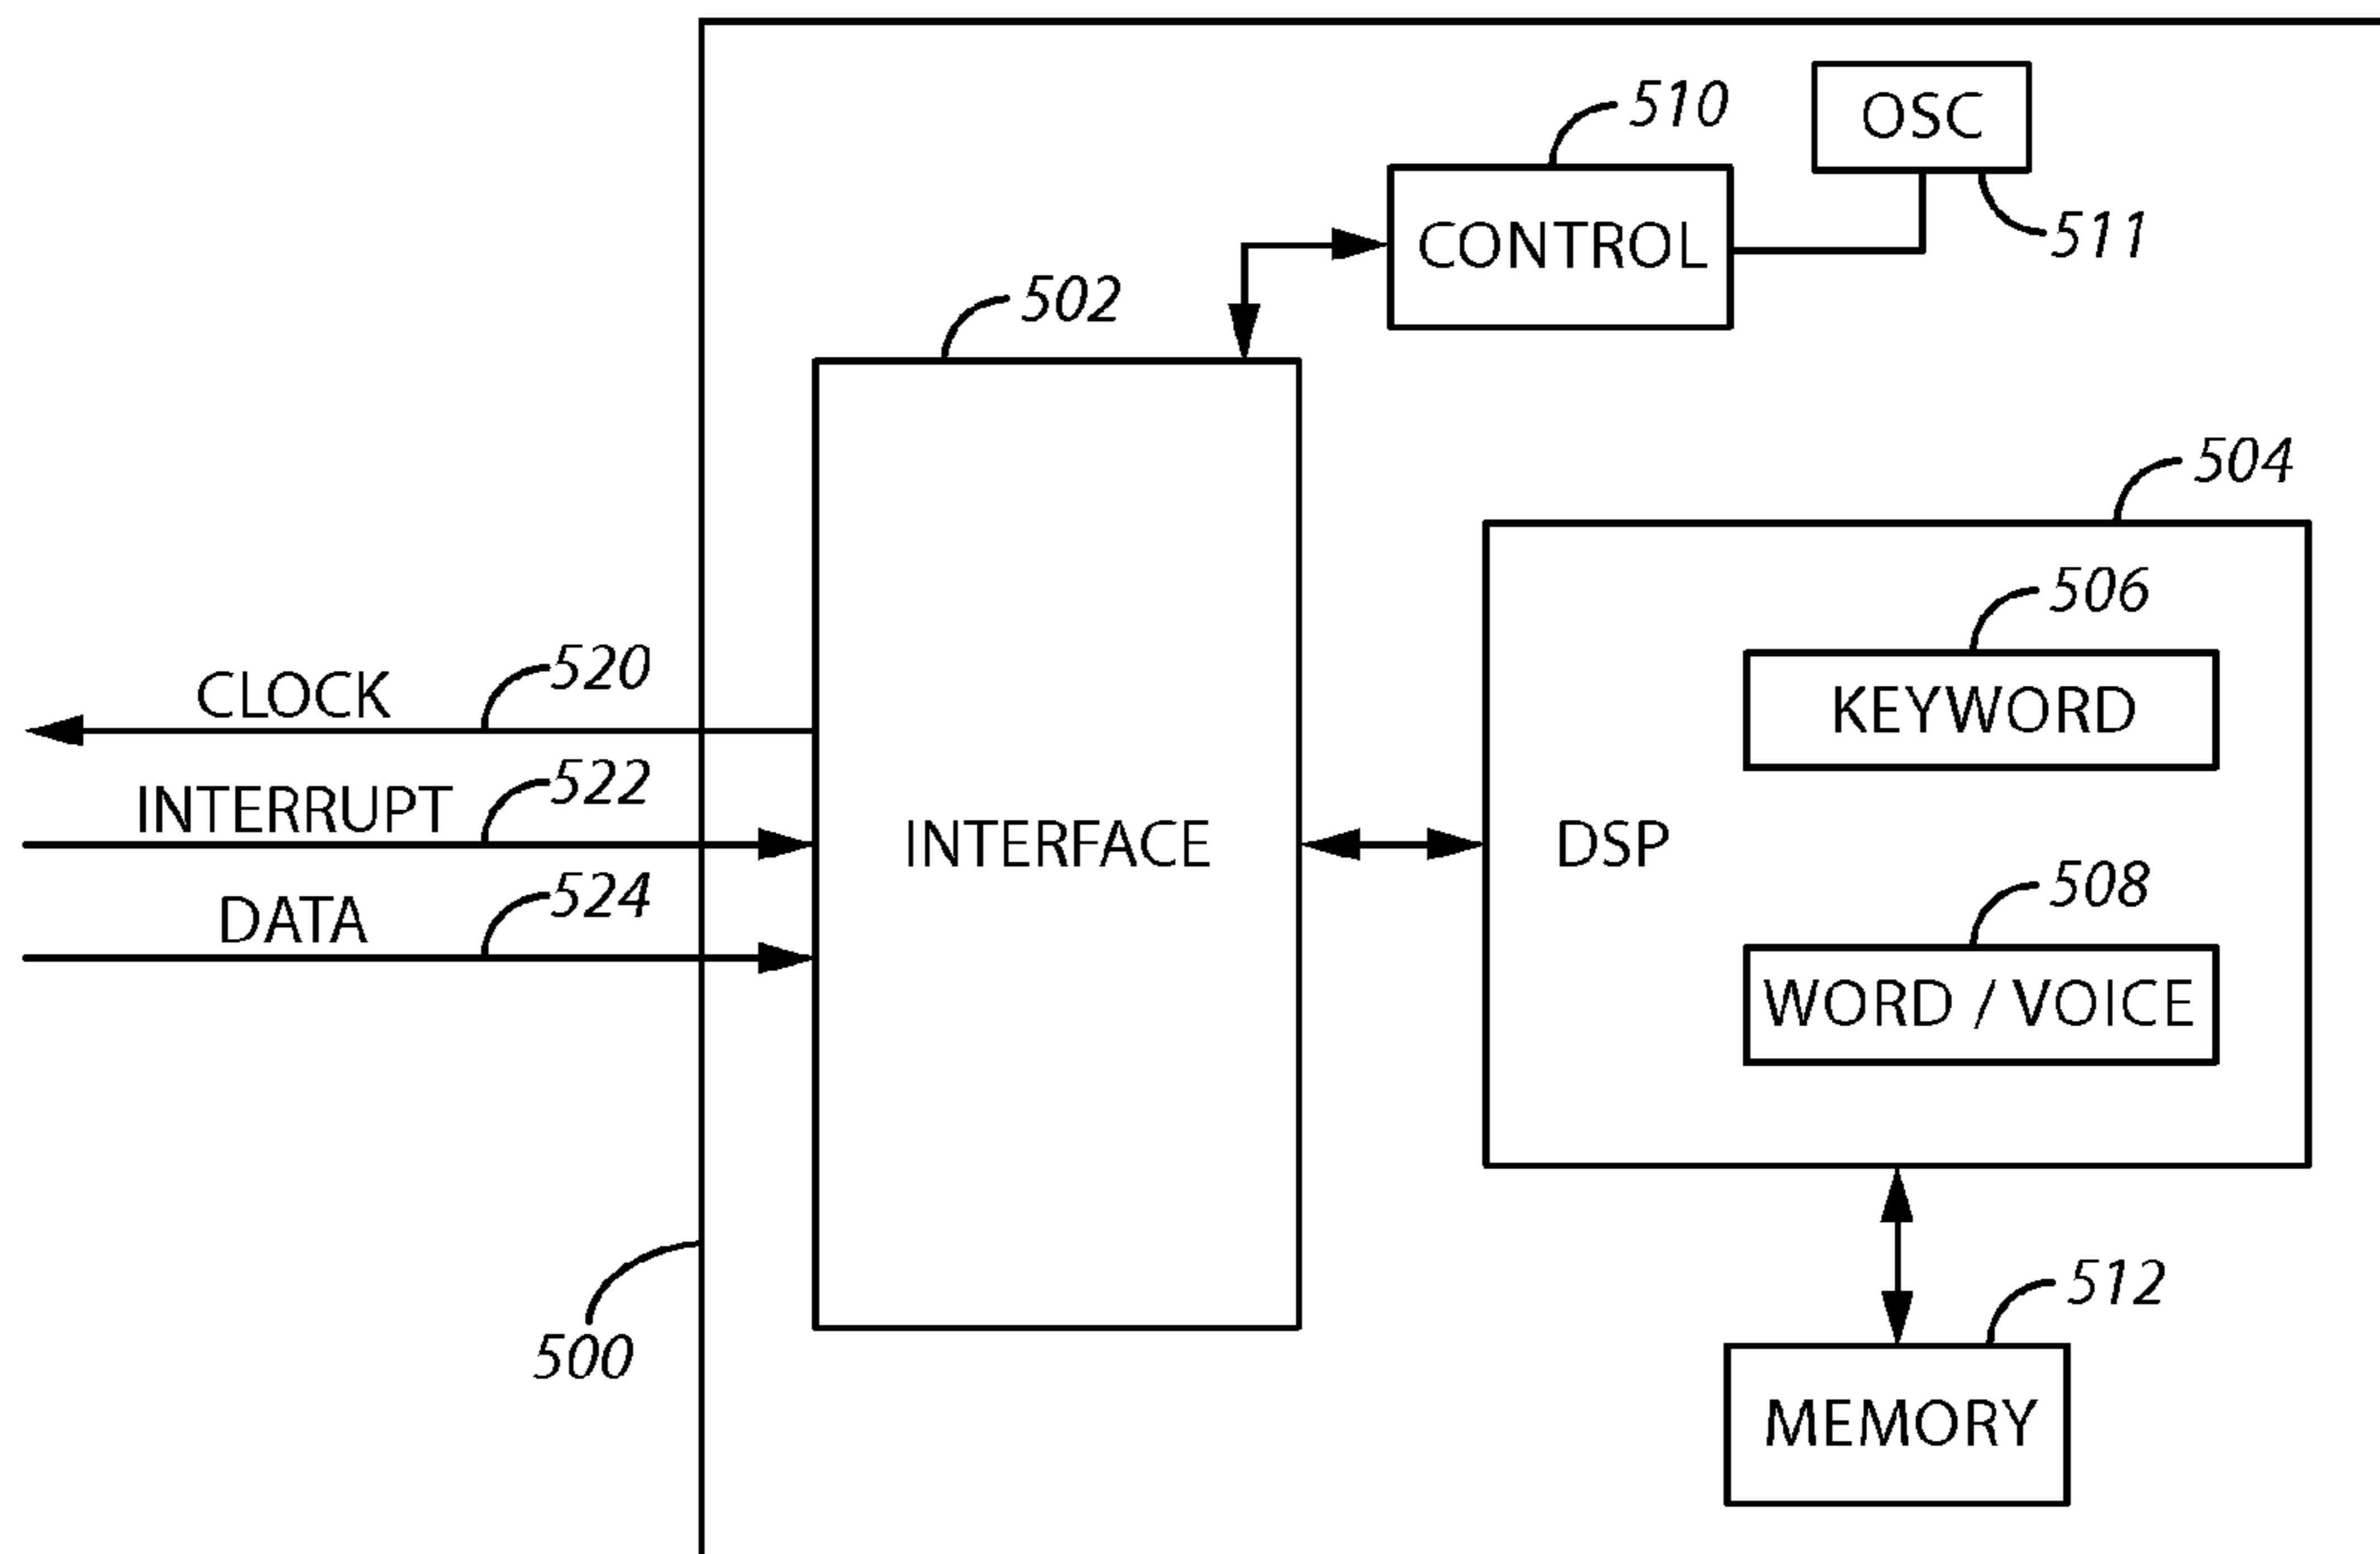 OSC
510
511
CONTROL
502
504
506
KEYWORD
CLOCK
520
INTERRUPT
522
DATA
524
INTERFACE
DSP
508
WORD / VOICE
500
512
MEMORY